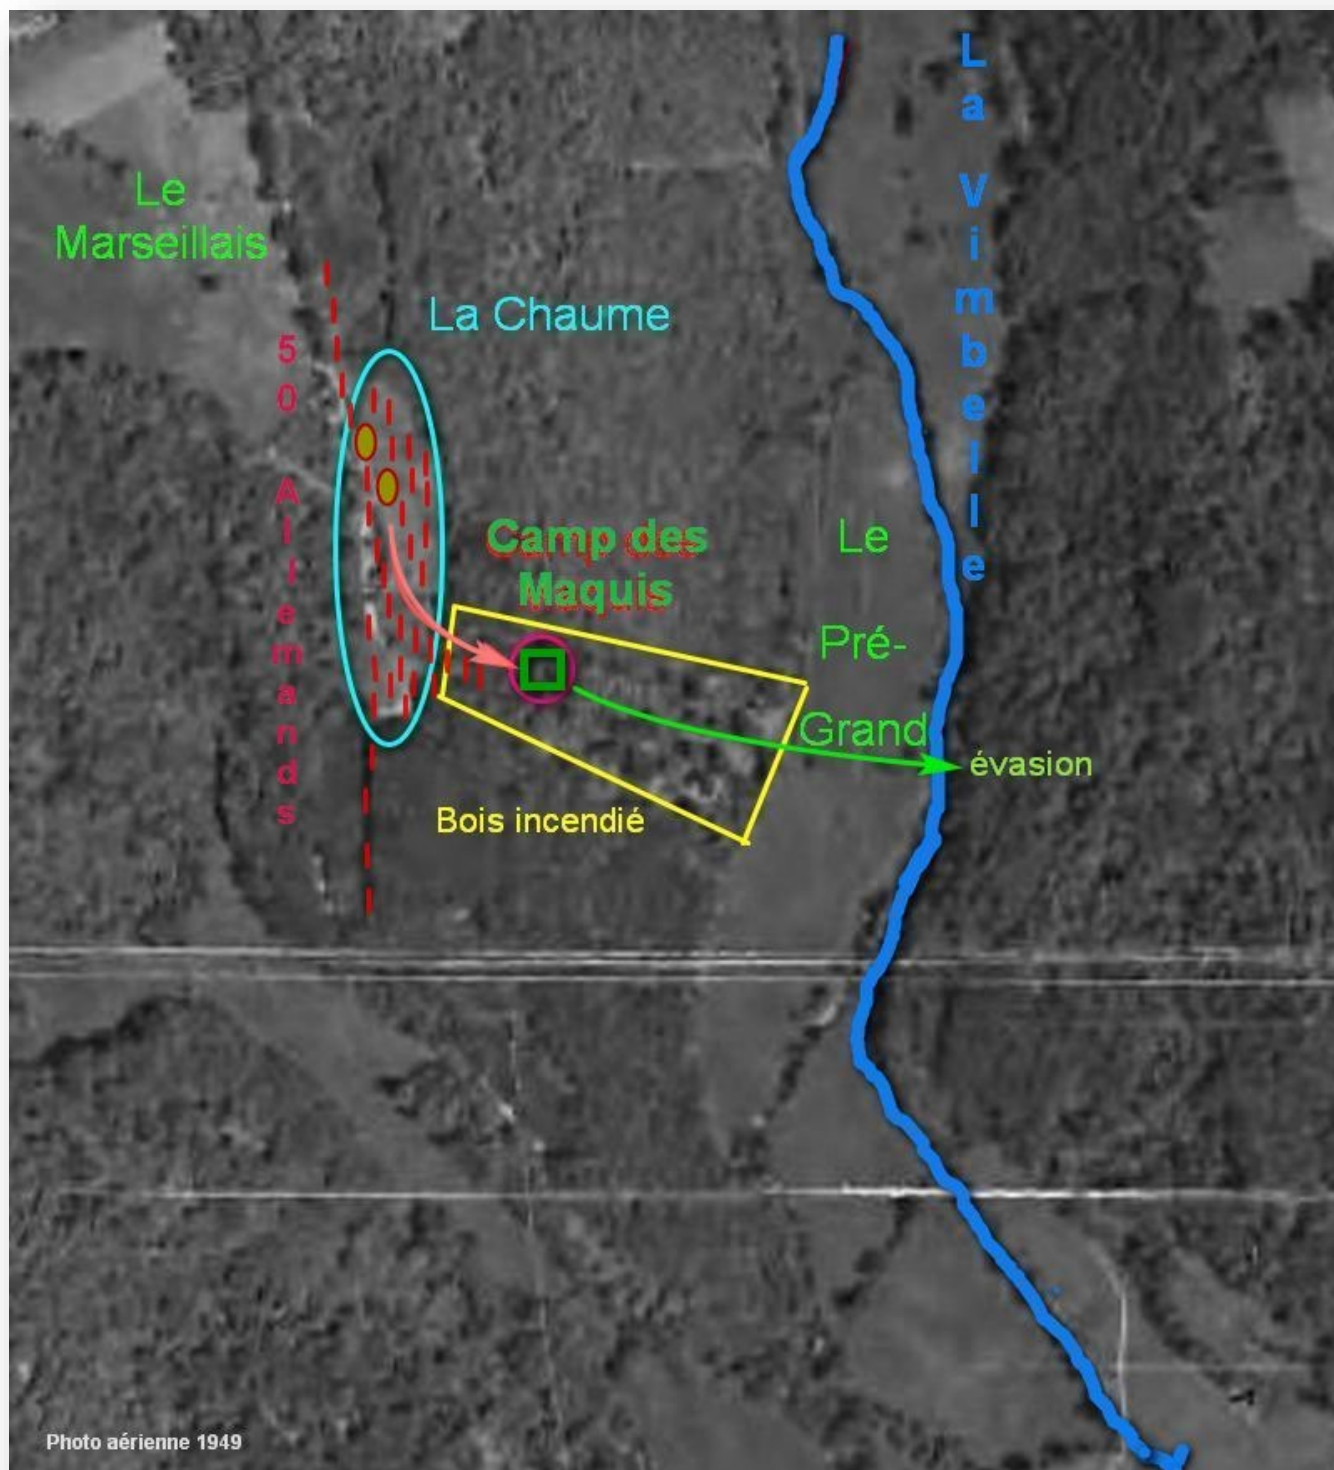 Le
Marseillais
La Vimbelle
La Chaume
50 Alemands
Camp des
Maquis
Le
Pré-
Grand
évasion
Bois incendié
Photo aérienne 1949